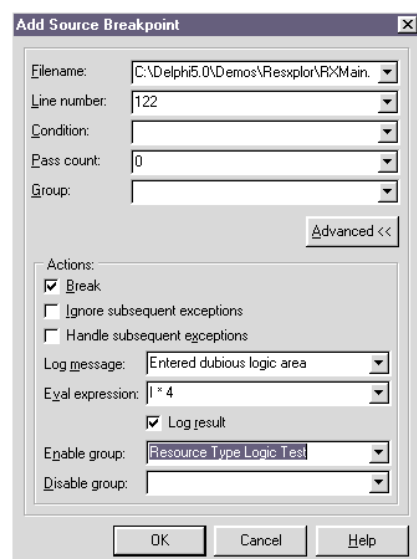 Add Source Breakpoint
Filename: C:\Delphi5.0\Demos\Resxplor\RXMain.
Line number: 122
Condition:
Pass count: 0
Group:
Advanced <<
Actions:
Break
Ignore subsequent exceptions
Handle subsequent exceptions
Log message: Entered dubious logic area
Eval expression: I * 4
Log result
Enable group: Resource Type Logic Test
Disable group:
OK Cancel Help